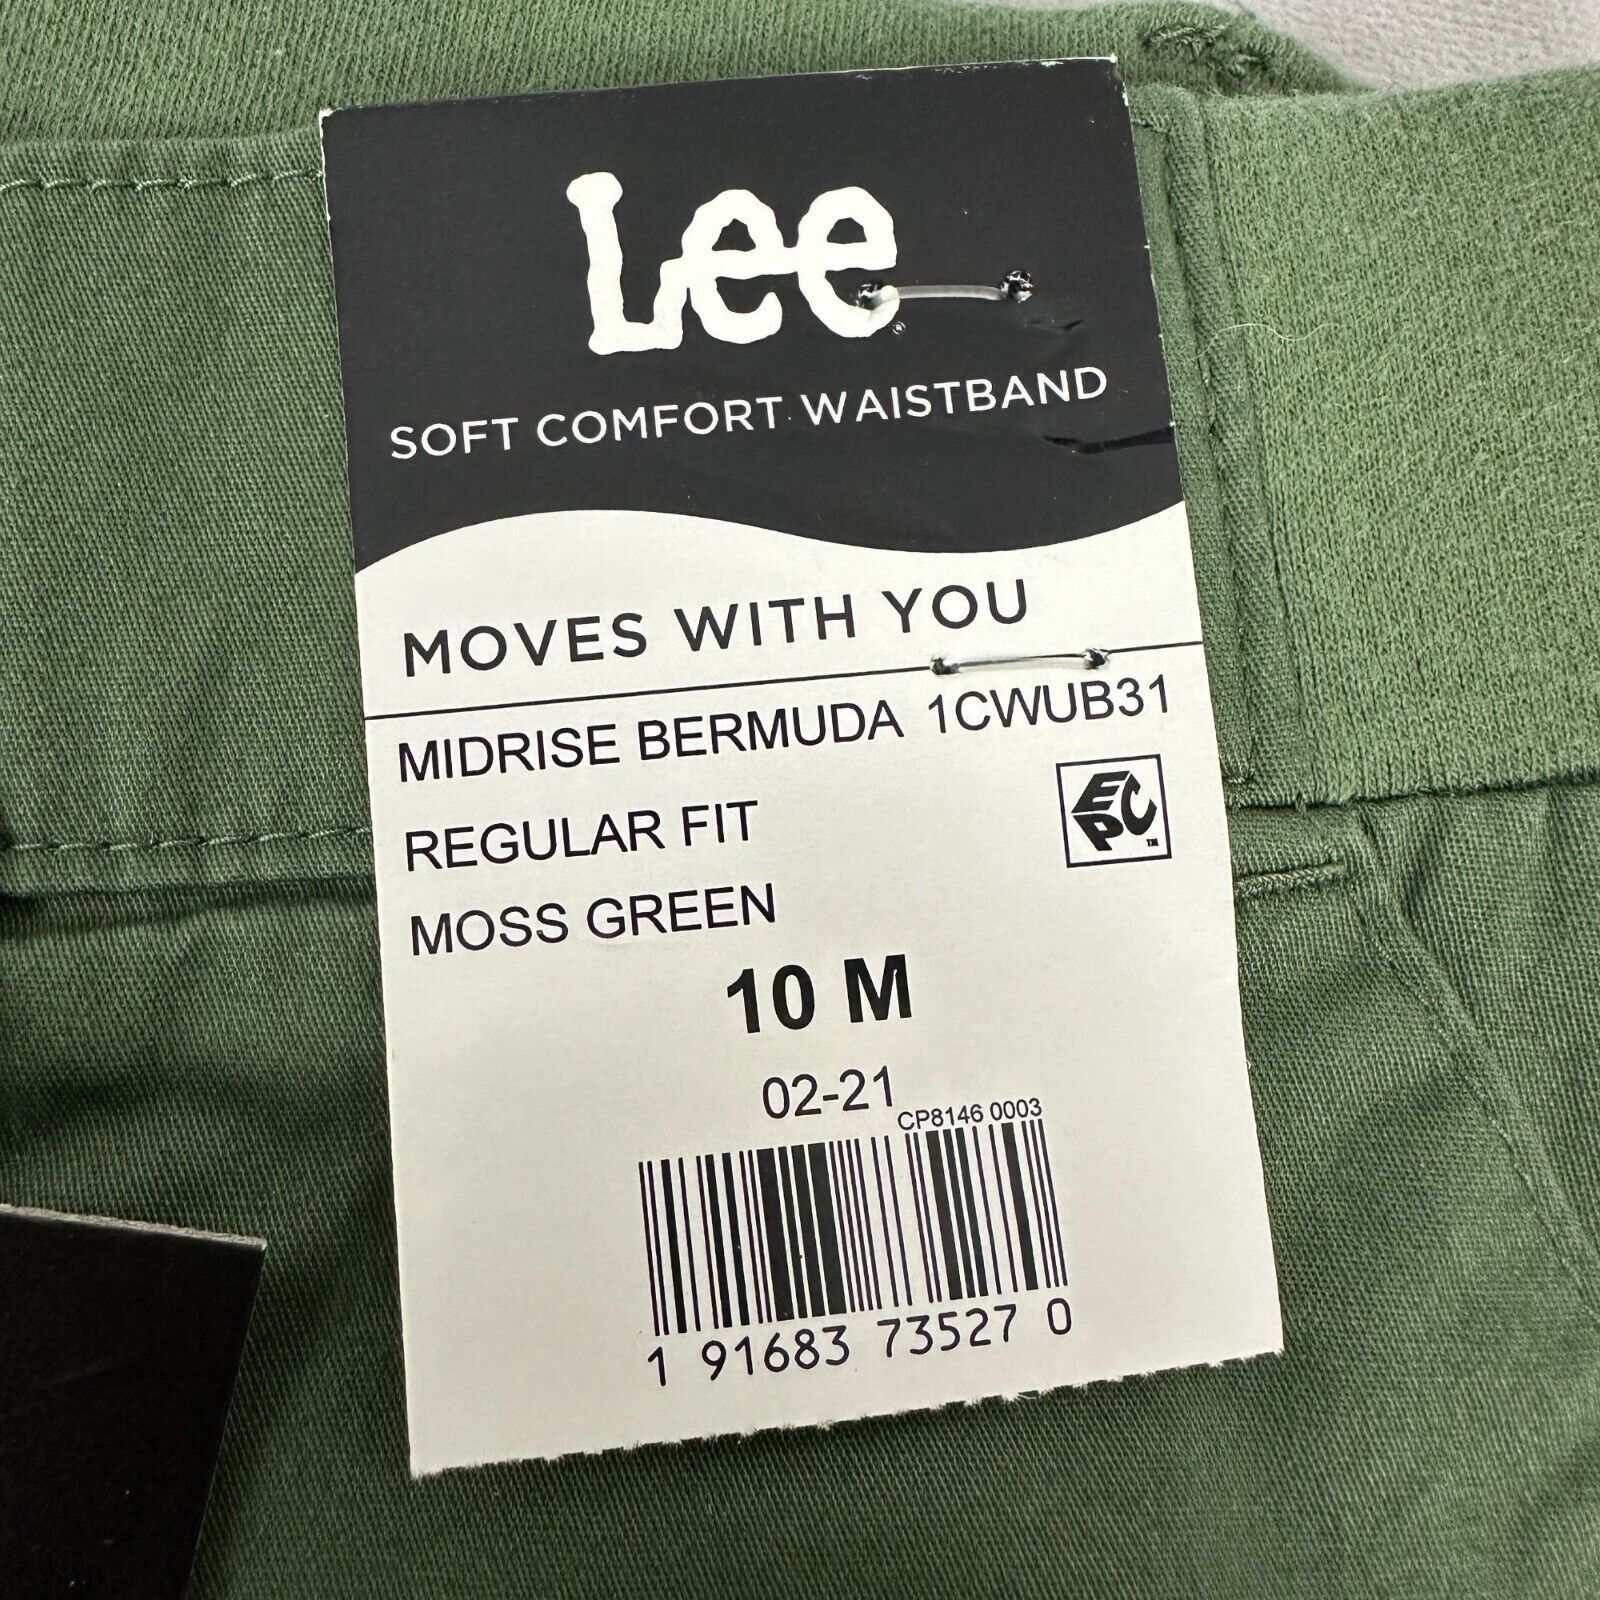 Lee®
SOFT COMFORT WAISTBAND
MOVES WITH YOU
MIDRISE BERMUDA 1CWUB31
REGULAR FIT
EPC™
MOSS GREEN
10 M
02-21
CP8146 0003
1 91683 73527 0